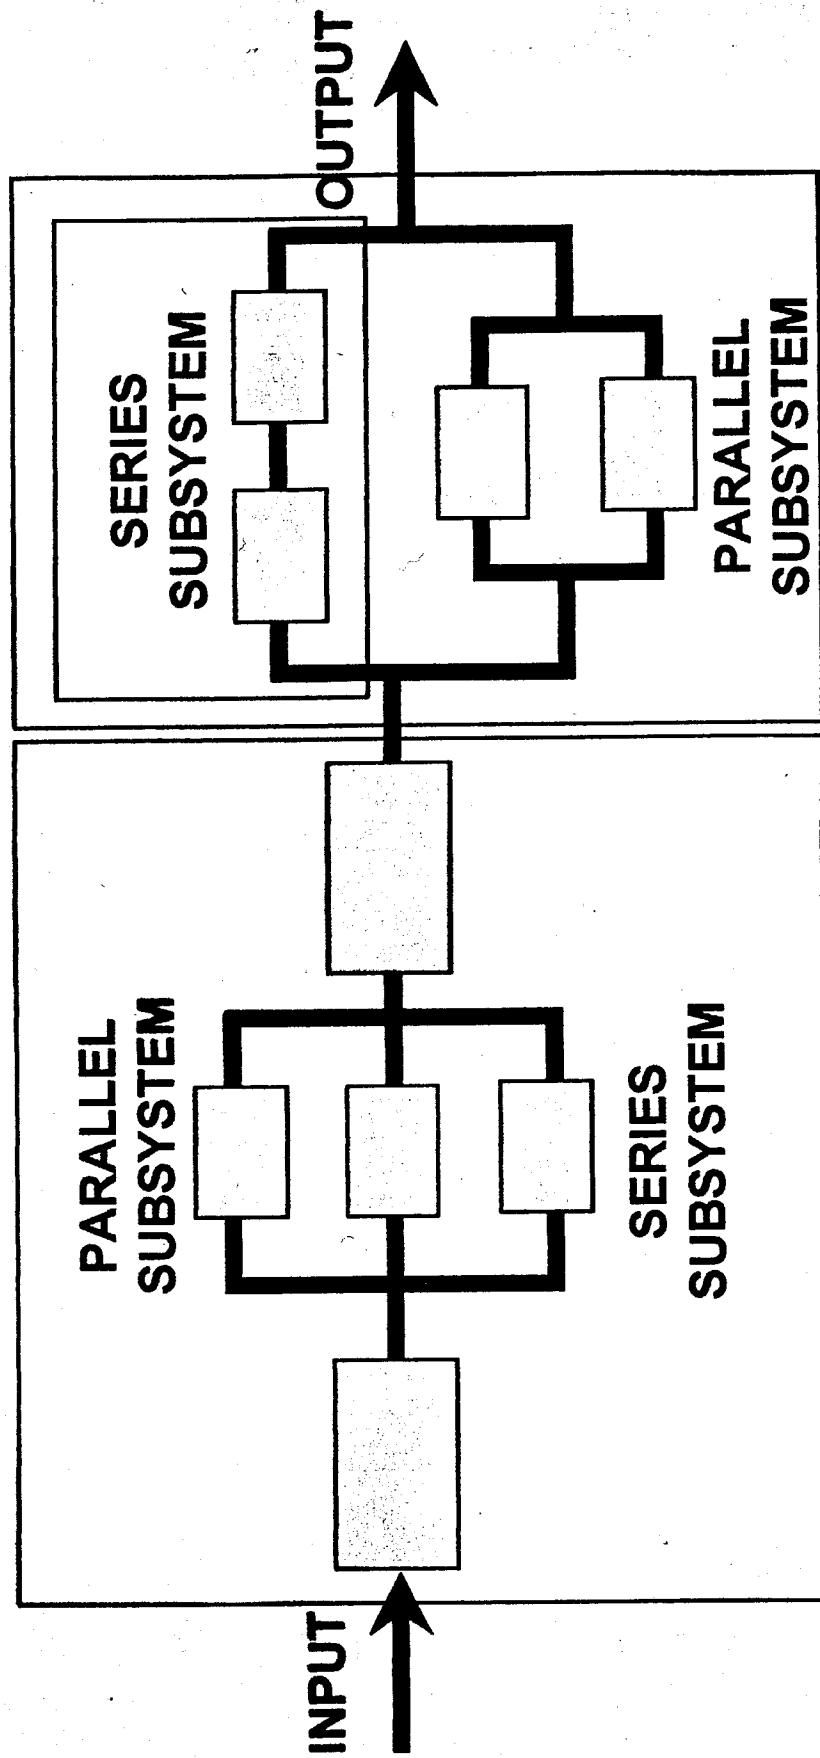 INPUT
PARALLEL
SUBSYSTEM
SERIES
SUBSYSTEM
SERIES
SUBSYSTEM
PARALLEL
SUBSYSTEM
OUTPUT